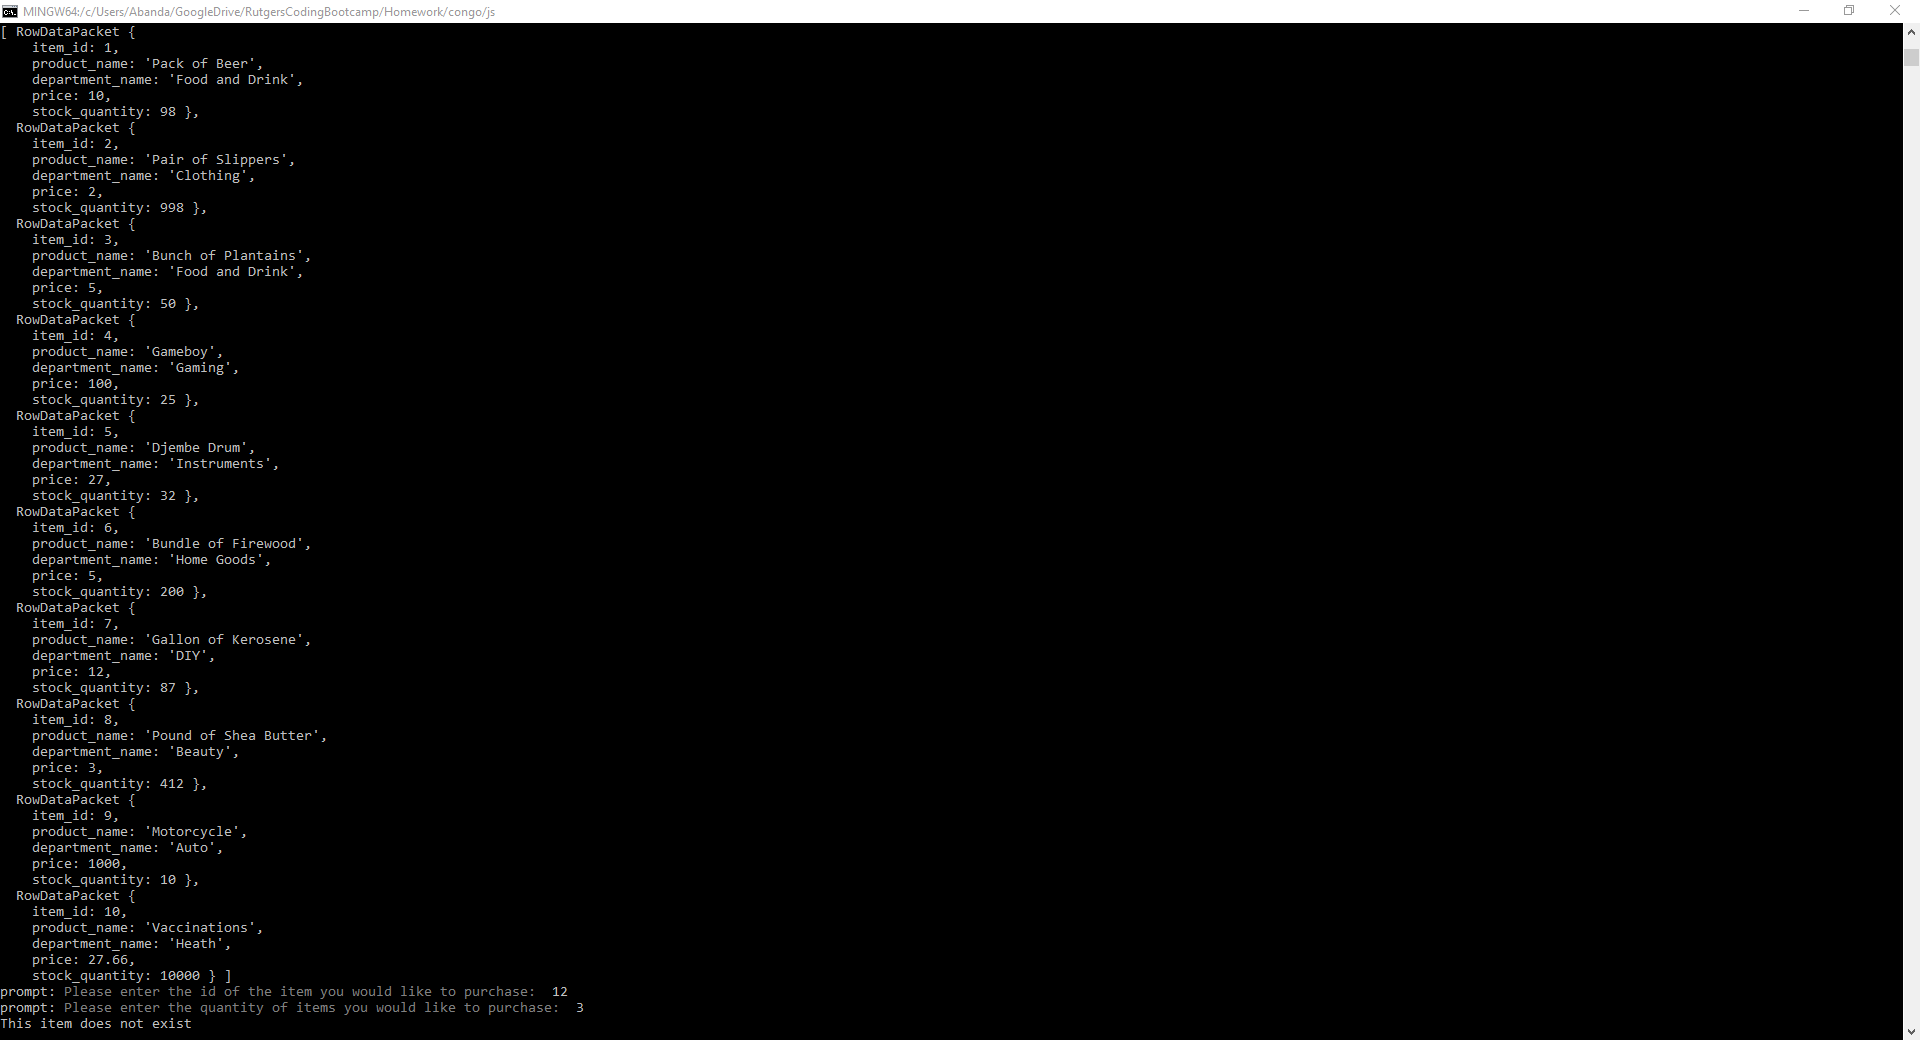 MINGW64:/c/Users/Abanda/GoogleDrive/RutgersCodingBootcamp/Homework/congo/js
[ RowDataPacket {
    item_id: 1,
    product_name: 'Pack of Beer',
    department_name: 'Food and Drink',
    price: 10,
    stock_quantity: 98 },
  RowDataPacket {
    item_id: 2,
    product_name: 'Pair of Slippers',
    department_name: 'Clothing',
    price: 2,
    stock_quantity: 998 },
  RowDataPacket {
    item_id: 3,
    product_name: 'Bunch of Plantains',
    department_name: 'Food and Drink',
    price: 5,
    stock_quantity: 50 },
  RowDataPacket {
    item_id: 4,
    product_name: 'Gameboy',
    department_name: 'Gaming',
    price: 100,
    stock_quantity: 25 },
  RowDataPacket {
    item_id: 5,
    product_name: 'Djembe Drum',
    department_name: 'Instruments',
    price: 27,
    stock_quantity: 32 },
  RowDataPacket {
    item_id: 6,
    product_name: 'Bundle of Firewood',
    department_name: 'Home Goods',
    price: 5,
    stock_quantity: 200 },
  RowDataPacket {
    item_id: 7,
    product_name: 'Gallon of Kerosene',
    department_name: 'DIY',
    price: 12,
    stock_quantity: 87 },
  RowDataPacket {
    item_id: 8,
    product_name: 'Pound of Shea Butter',
    department_name: 'Beauty',
    price: 3,
    stock_quantity: 412 },
  RowDataPacket {
    item_id: 9,
    product_name: 'Motorcycle',
    department_name: 'Auto',
    price: 1000,
    stock_quantity: 10 },
  RowDataPacket {
    item_id: 10,
    product_name: 'Vaccinations',
    department_name: 'Heath',
    price: 27.66,
    stock_quantity: 10000 } ]
prompt: Please enter the id of the item you would like to purchase:  12
prompt: Please enter the quantity of items you would like to purchase:  3
This item does not exist